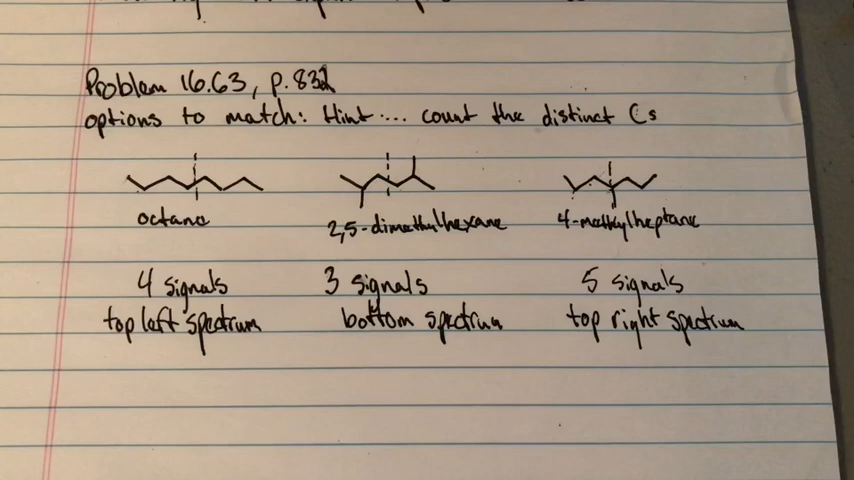 Problem 16.63, p.832
options to match: Hint.... count the distinct Cs
octane 2,5-dimethylhexane 4-methylheptane
4 signals 3 signals 5 signals
top left spectrum bottom spectrum top right spectrum